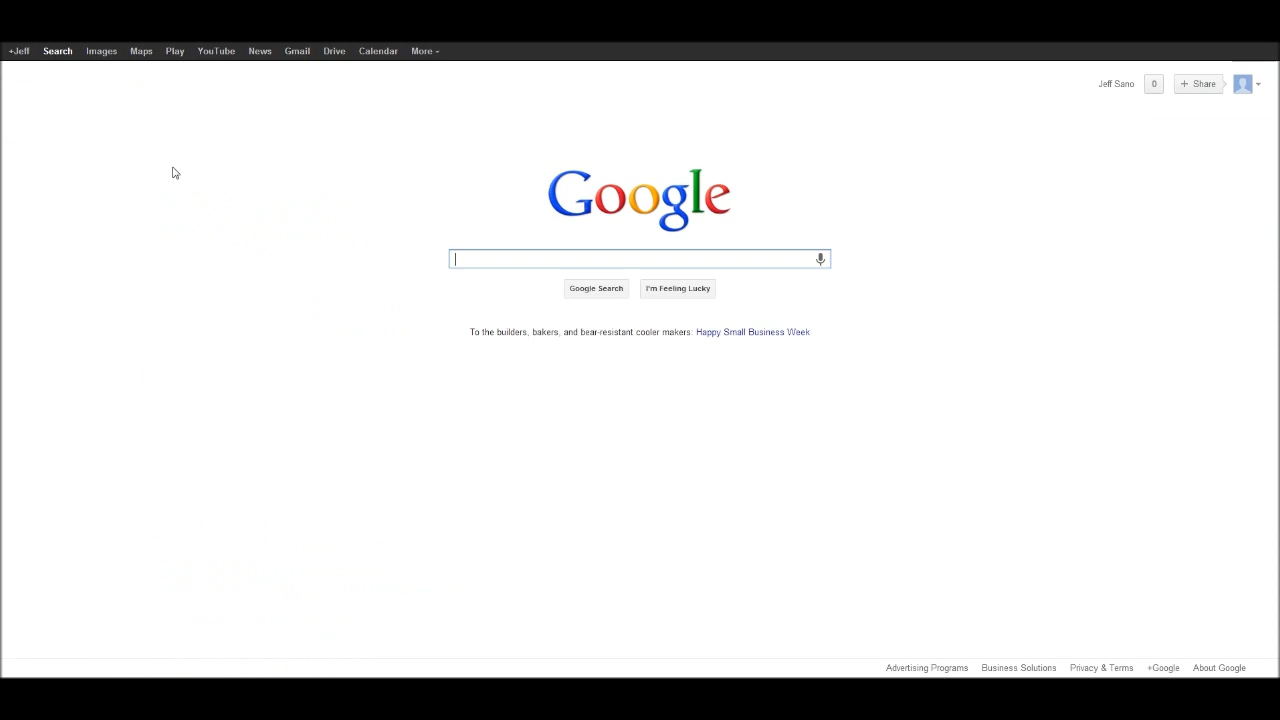 +Jeff Search Images Maps Play YouTube News Gmail Drive Calendar More
Jeff Sano 0 + Share
Google
Google Search I'm Feeling Lucky
To the builders, bakers, and bear-resistant cooler makers: Happy Small Business Week
Advertising Programs Business Solutions Privacy & Terms +Google About Google